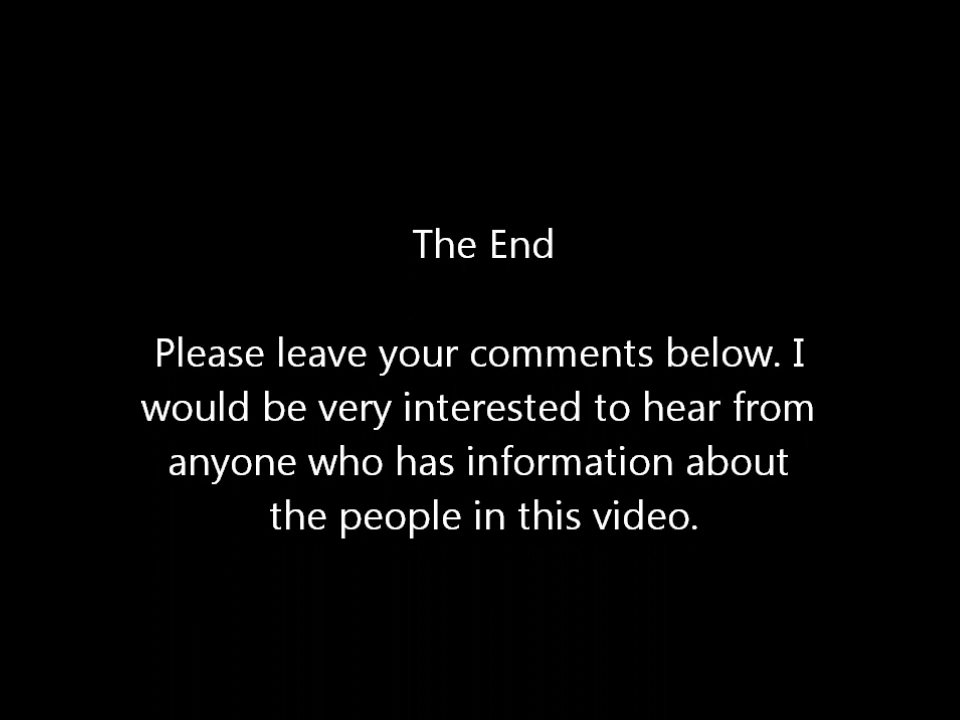 The End
Please leave your comments below. I
would be very interested to hear from
anyone who has information about
the people in this video.